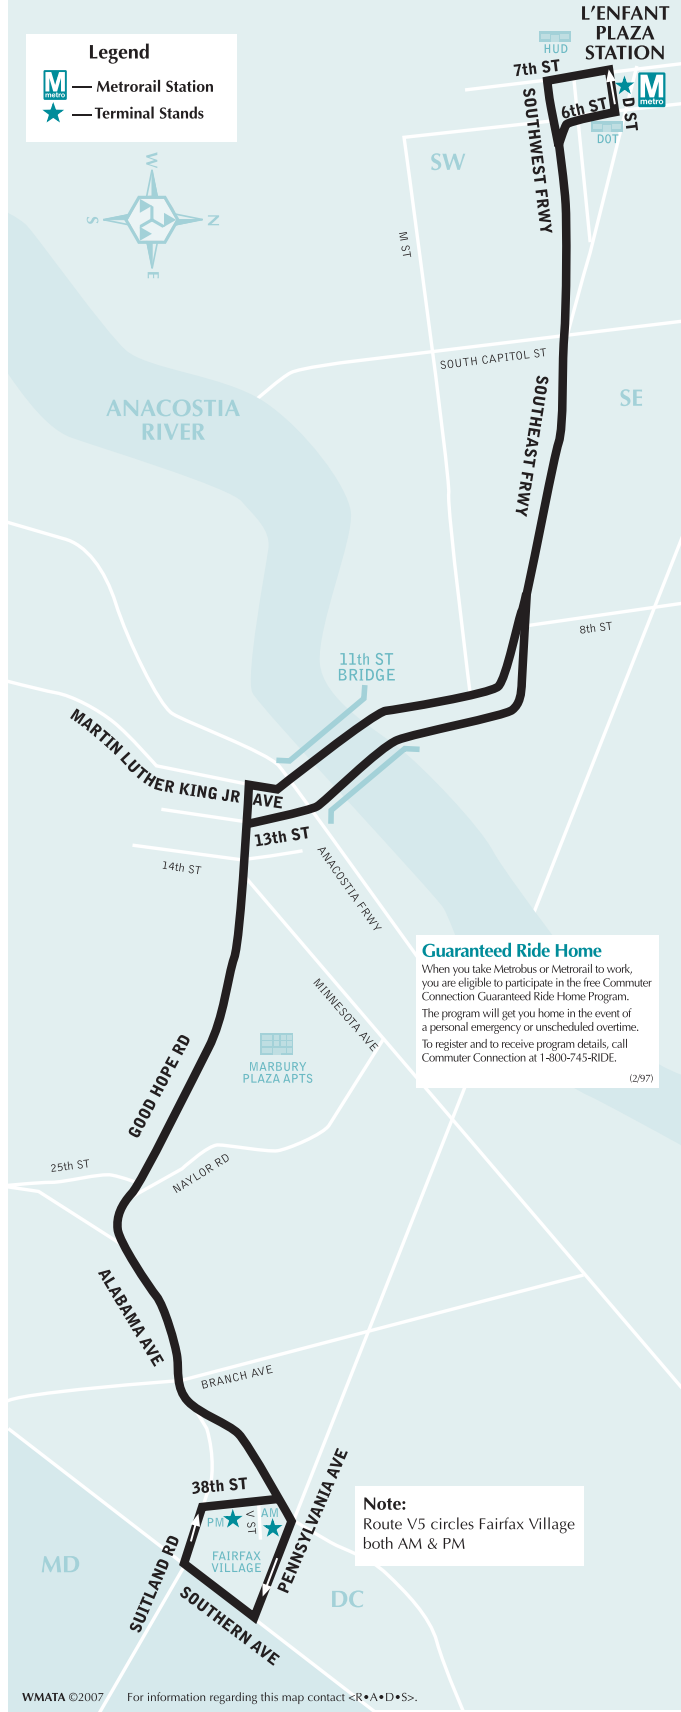 L'ENFANT
PLAZA
STATION
HUD
7th ST
6th ST
D ST
DOT
Legend
M
metro
Metrorail Station
Terminal Stands
M
metro
W
S
N
E
SW
SOUTHWEST FRWY
M ST
SOUTH CAPITOL ST
SE
ANACOSTIA
RIVER
SOUTHEAST FRWY
8th ST
11th ST
BRIDGE
MARTIN LUTHER KING JR AVE
13th ST
14th ST
ANACOSTIA FRWY
Guaranteed Ride Home
When you take Metrobus or Metrorail to work,
you are eligible to participate in the free Commuter
Connection Guaranteed Ride Home Program.
The program will get you home in the event of
a personal emergency or unscheduled overtime.
To register and to receive program details, call
Commuter Connection at 1-800-745-RIDE.
(2/97)
MINNESOTA AVE
GOOD HOPE RD
MARBURY
PLAZA APTS
25th ST
NAYLOR RD
ALABAMA AVE
BRANCH AVE
38th ST
PENNSYLVANIA AVE
PM
V ST
AM
FAIRFAX
VILLAGE
Note:
Route V5 circles Fairfax Village
both AM & PM
MD
SUITLAND RD
SOUTHERN AVE
DC
WMATA ©2007 For information regarding this map contact <R•A•D•S>.